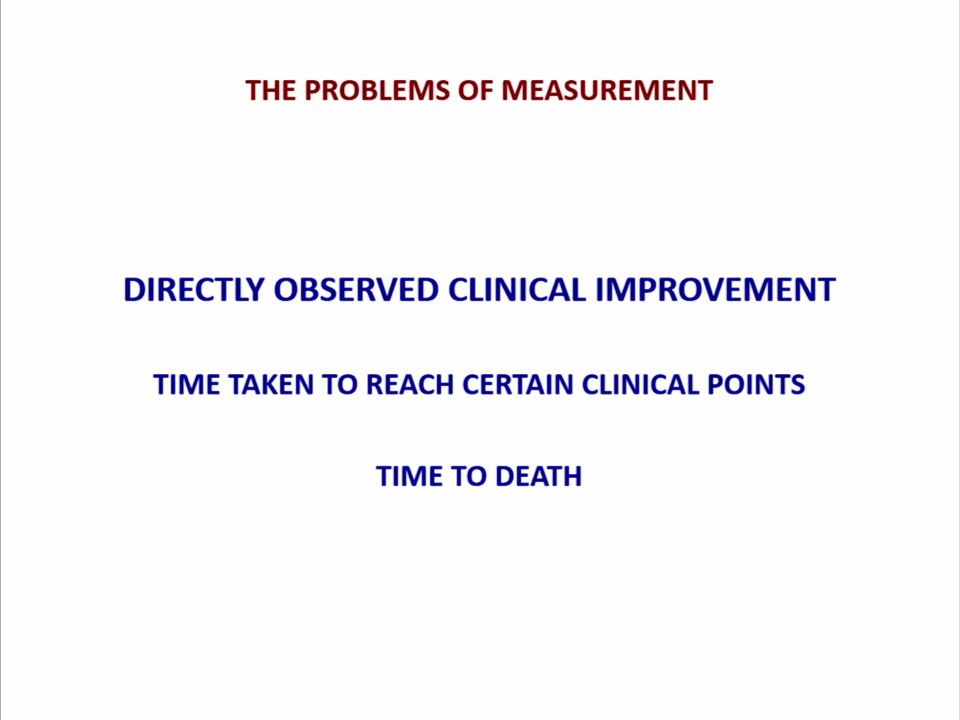 THE PROBLEMS OF MEASUREMENT
DIRECTLY OBSERVED CLINICAL IMPROVEMENT
TIME TAKEN TO REACH CERTAIN CLINICAL POINTS
TIME TO DEATH